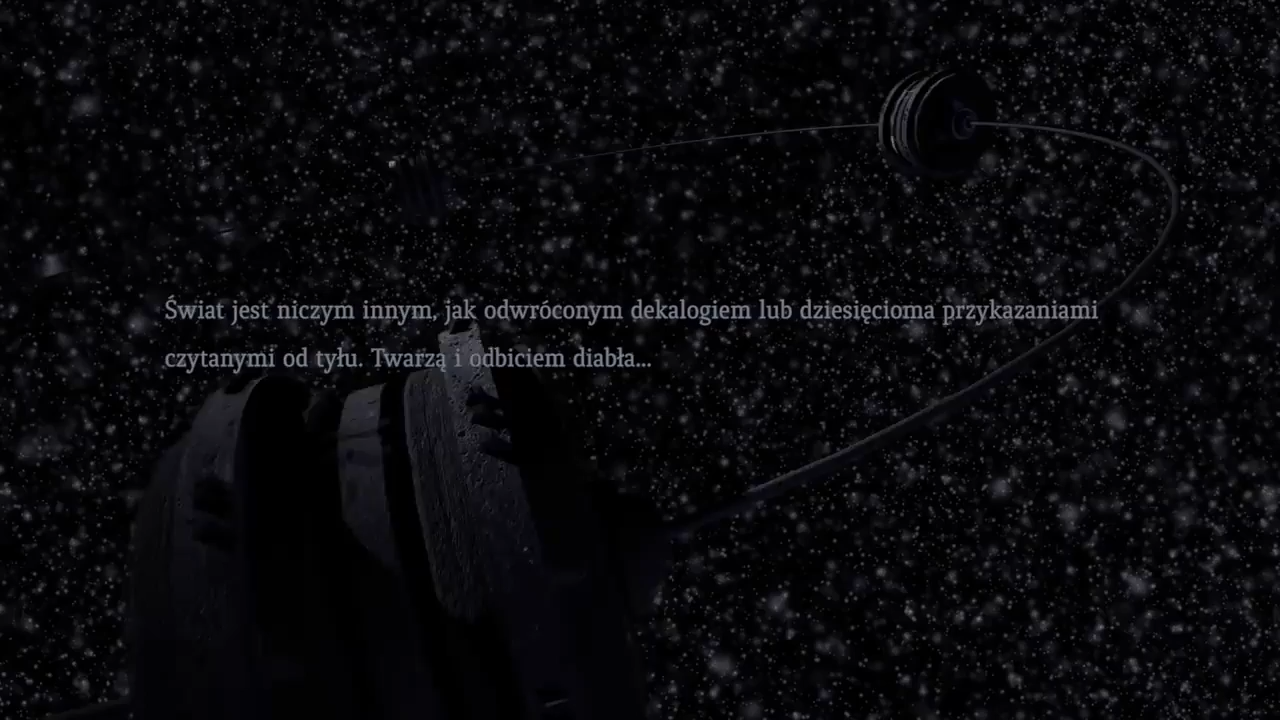 Świat jest niczym innym, jak odwróconym dekalogiem lub dziesięcioma przykazaniami
czytanymi od tyłu. Twarzą i odbiciem diabła...